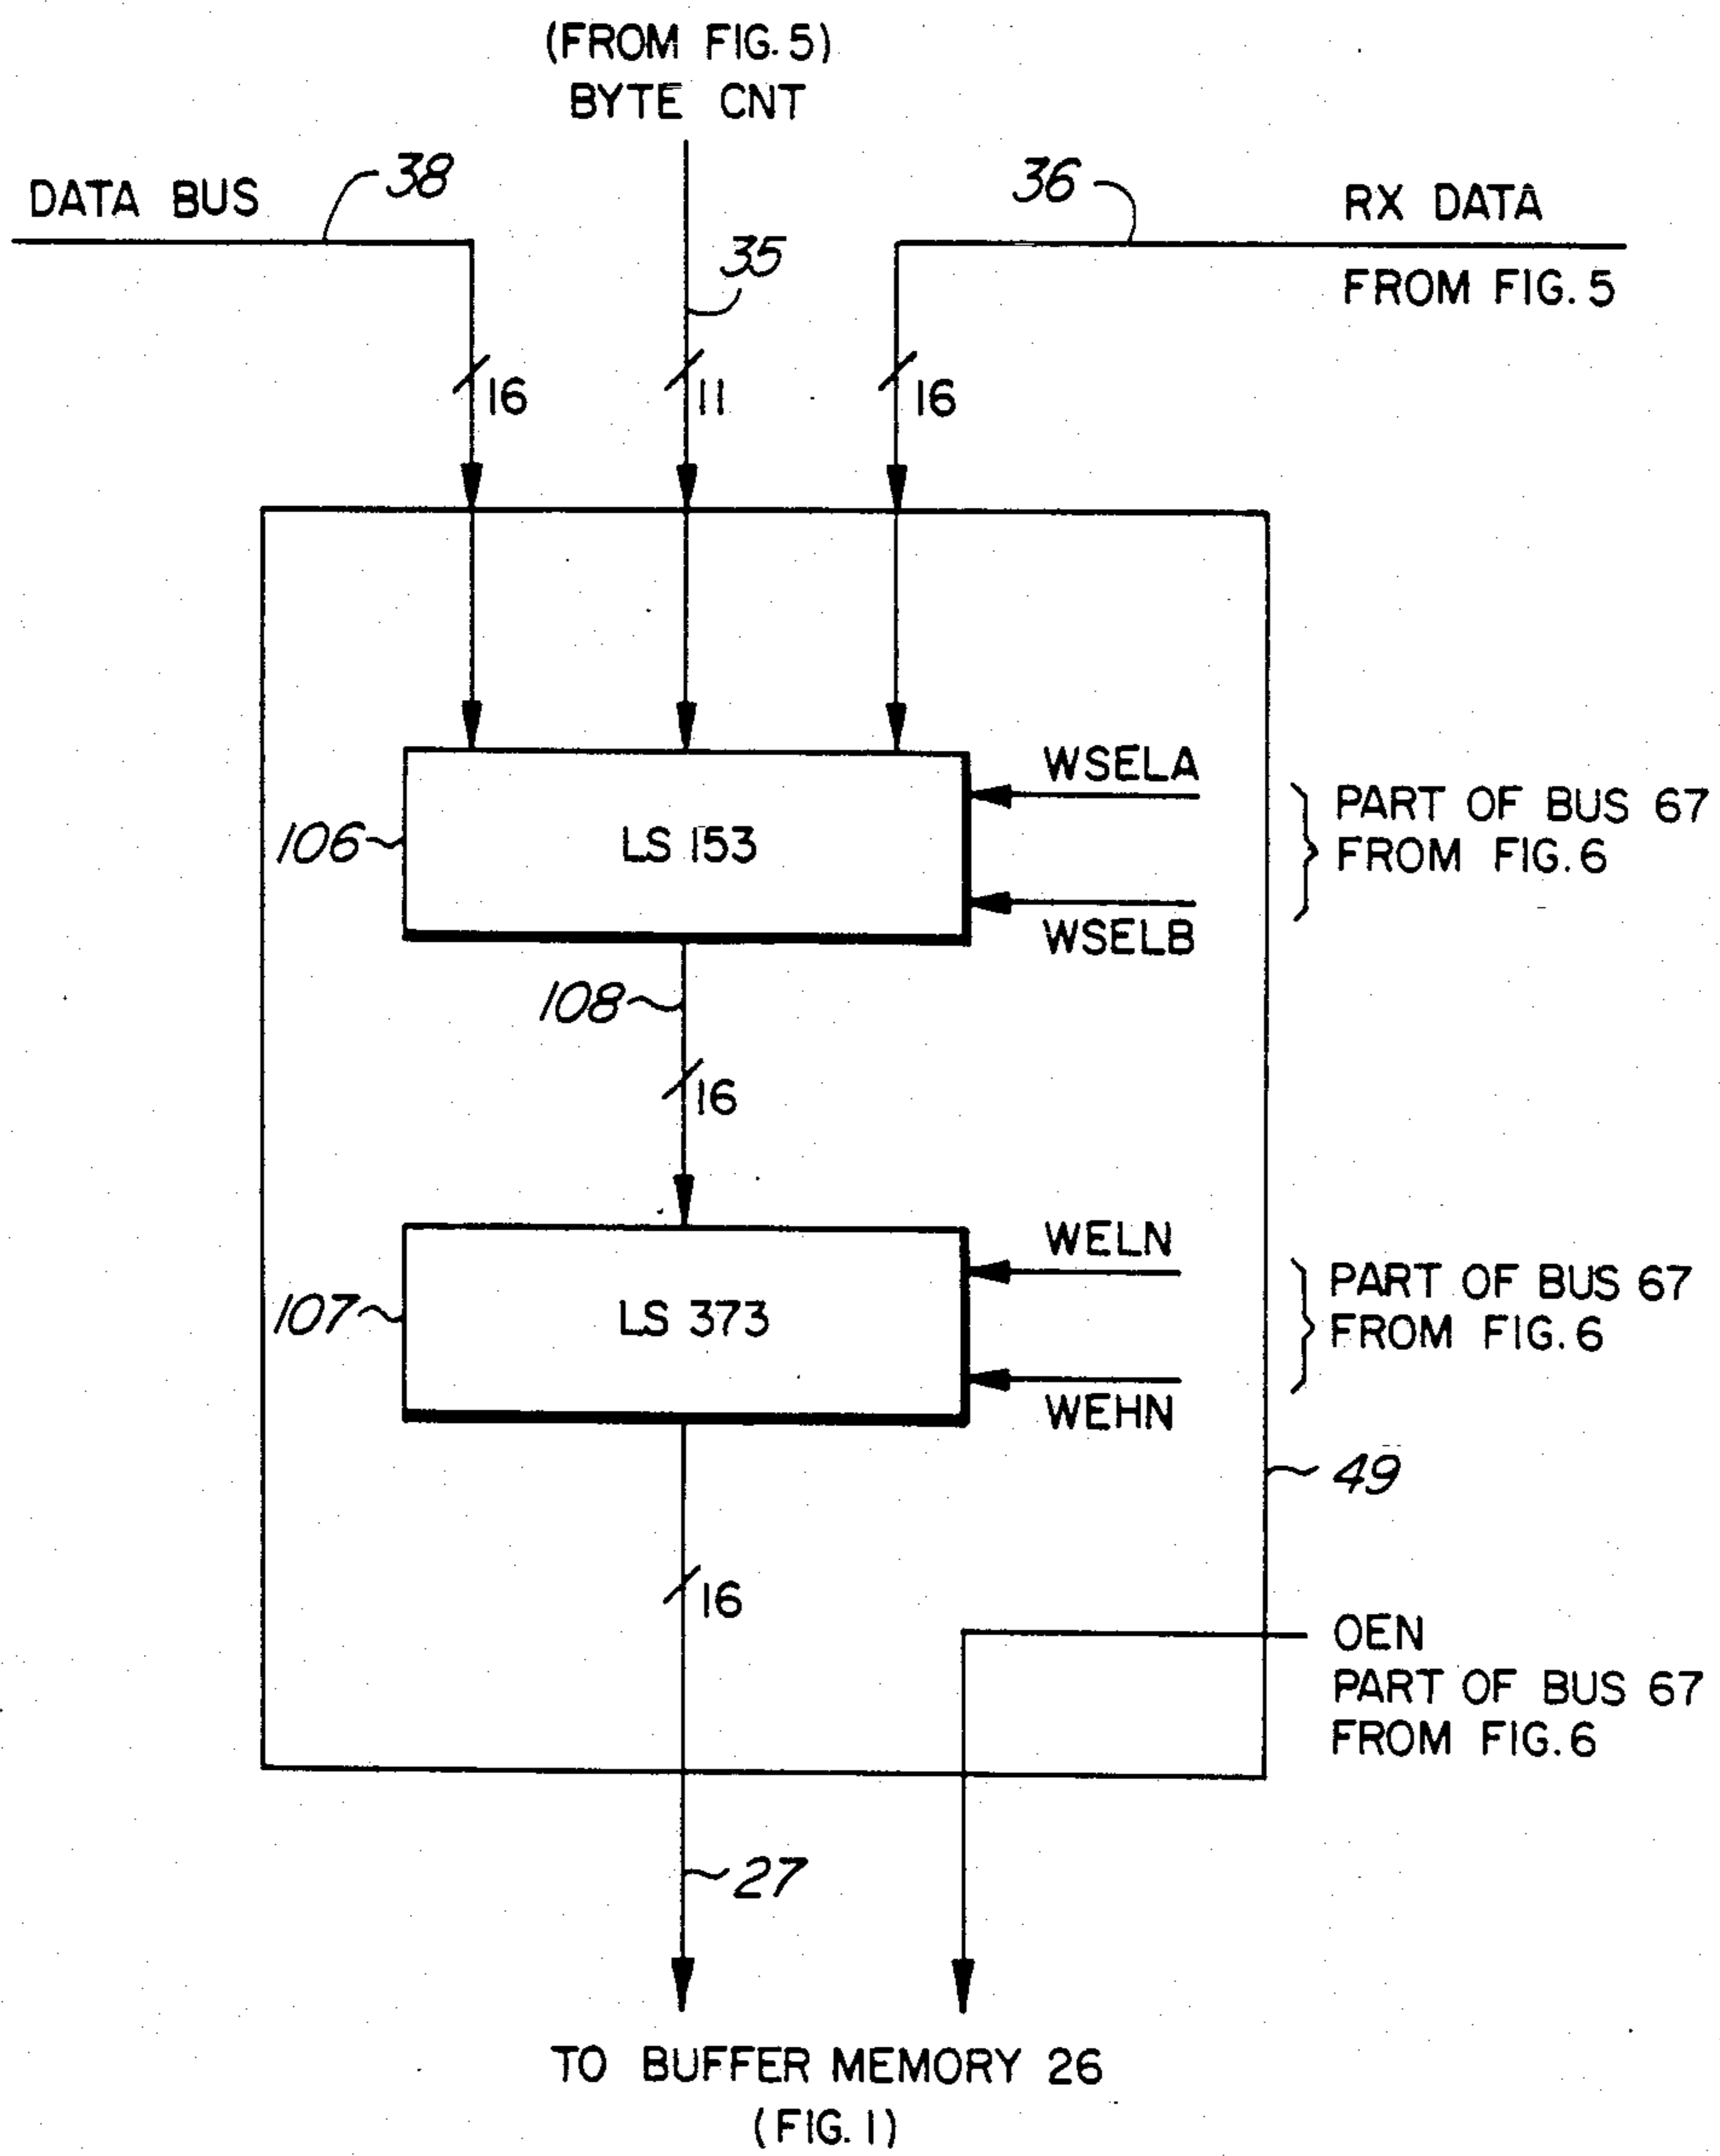 (FROM FIG. 5)
BYTE CNT
DATA BUS
38
36
RX DATA
35
FROM FIG. 5
16
11
16
WSELA
106
LS 153
PART OF BUS 67
FROM FIG. 6
WSELB
108
16
WELN
107
LS 373
PART OF BUS 67
FROM FIG. 6
WEHN
49
16
OEN
PART OF BUS 67
FROM FIG. 6
27
TO BUFFER MEMORY 26
(FIG. 1)